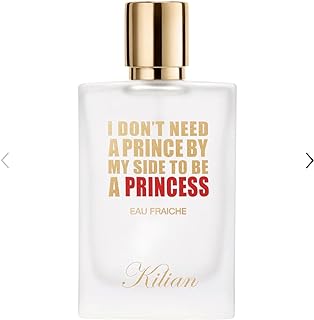 I DON'T NEED
A PRINCE BY
MY SIDE TO BE
A PRINCESS
EAU FRAICHE
Kilian